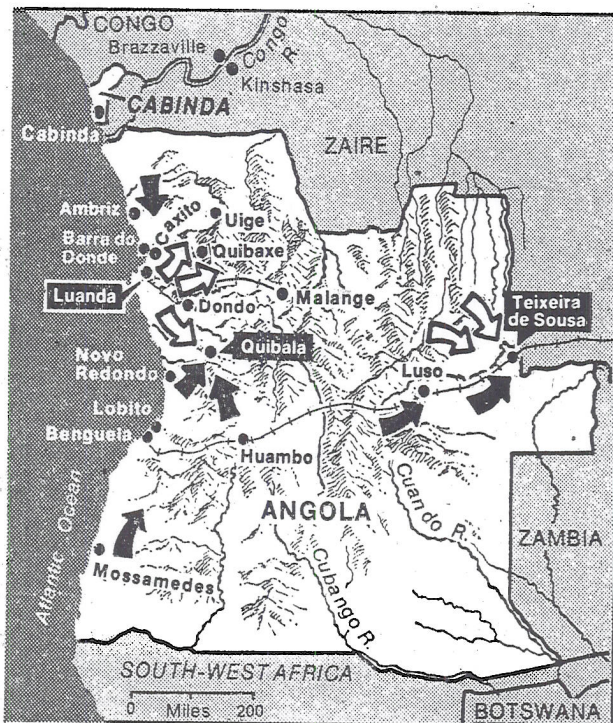 CONGO
Brazzaville
Congo
R.
Kinshasa
CABINDA
Cabinda
ZAIRE
Ambriz
Caxito
Uige
Barra do
Donde
Quibaxe
Luanda
Dondo
Malange
Teixeira
de Sousa
Novo
Redondo
Quibala
Luso
Lobito
Benguela
Huambo
Atlantic Ocean
ANGOLA
Cuando R.
ZAMBIA
Mossamedes
Cubango R.
SOUTH-WEST AFRICA
0 Miles 200
BOTSWANA